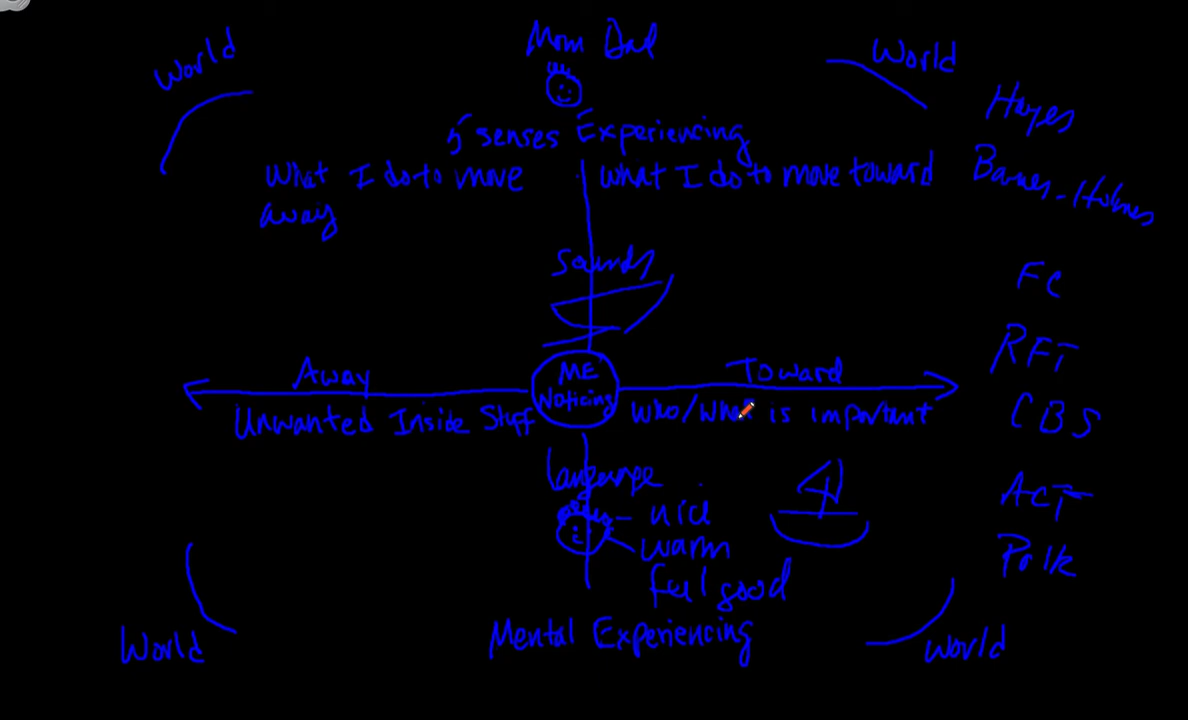 World
Mom Dad
World
Hayes
5 senses Experiencing
What I do to move away
what I do to move toward
Barnes-Holmes
Sounds
FC
RFT
Away
ME Noticing
Toward
Unwanted Inside Stuff
Who/What is important
CBS
language
ACT
nice
warm
feel good
Polk
Mental Experiencing
World
World